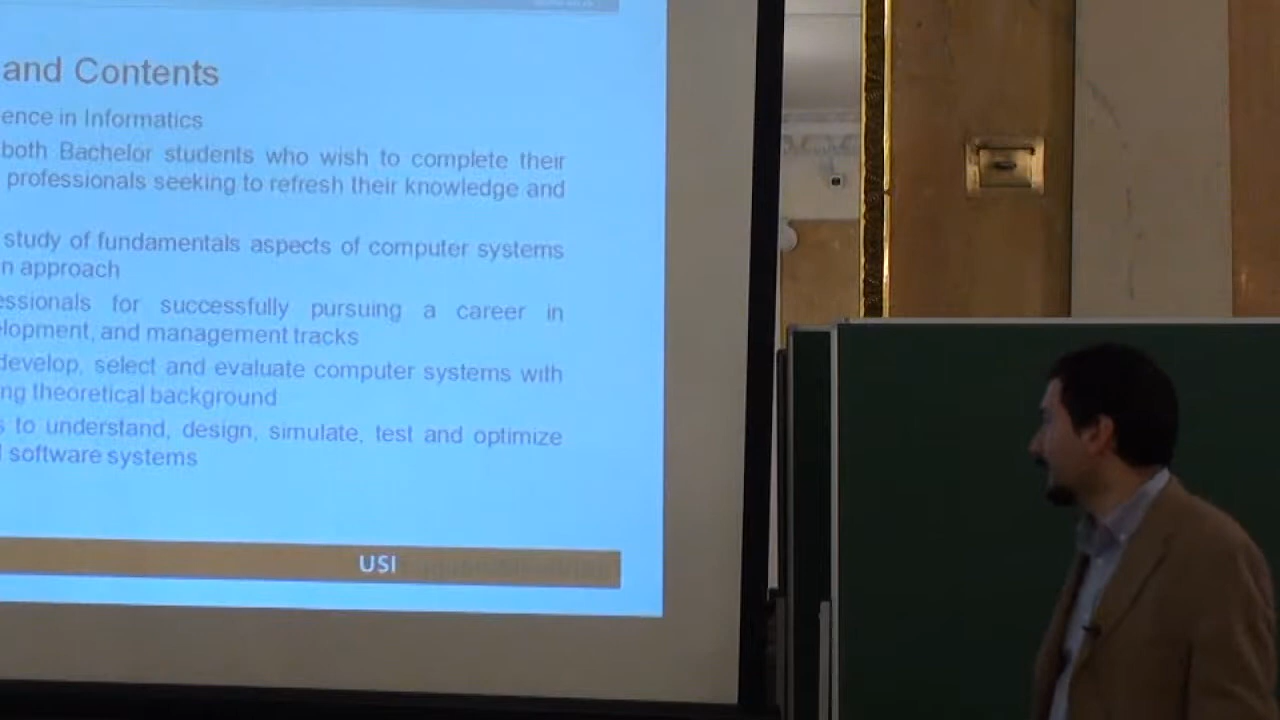 and Contents
ence in Informatics
both Bachelor students who wish to complete their
professionals seeking to refresh their knowledge and
study of fundamentals aspects of computer systems
n approach
essionals for successfully pursuing a career in
lopment, and management tracks
develop, select and evaluate computer systems with
ng theoretical background
s to understand, design, simulate, test and optimize
software systems
USI